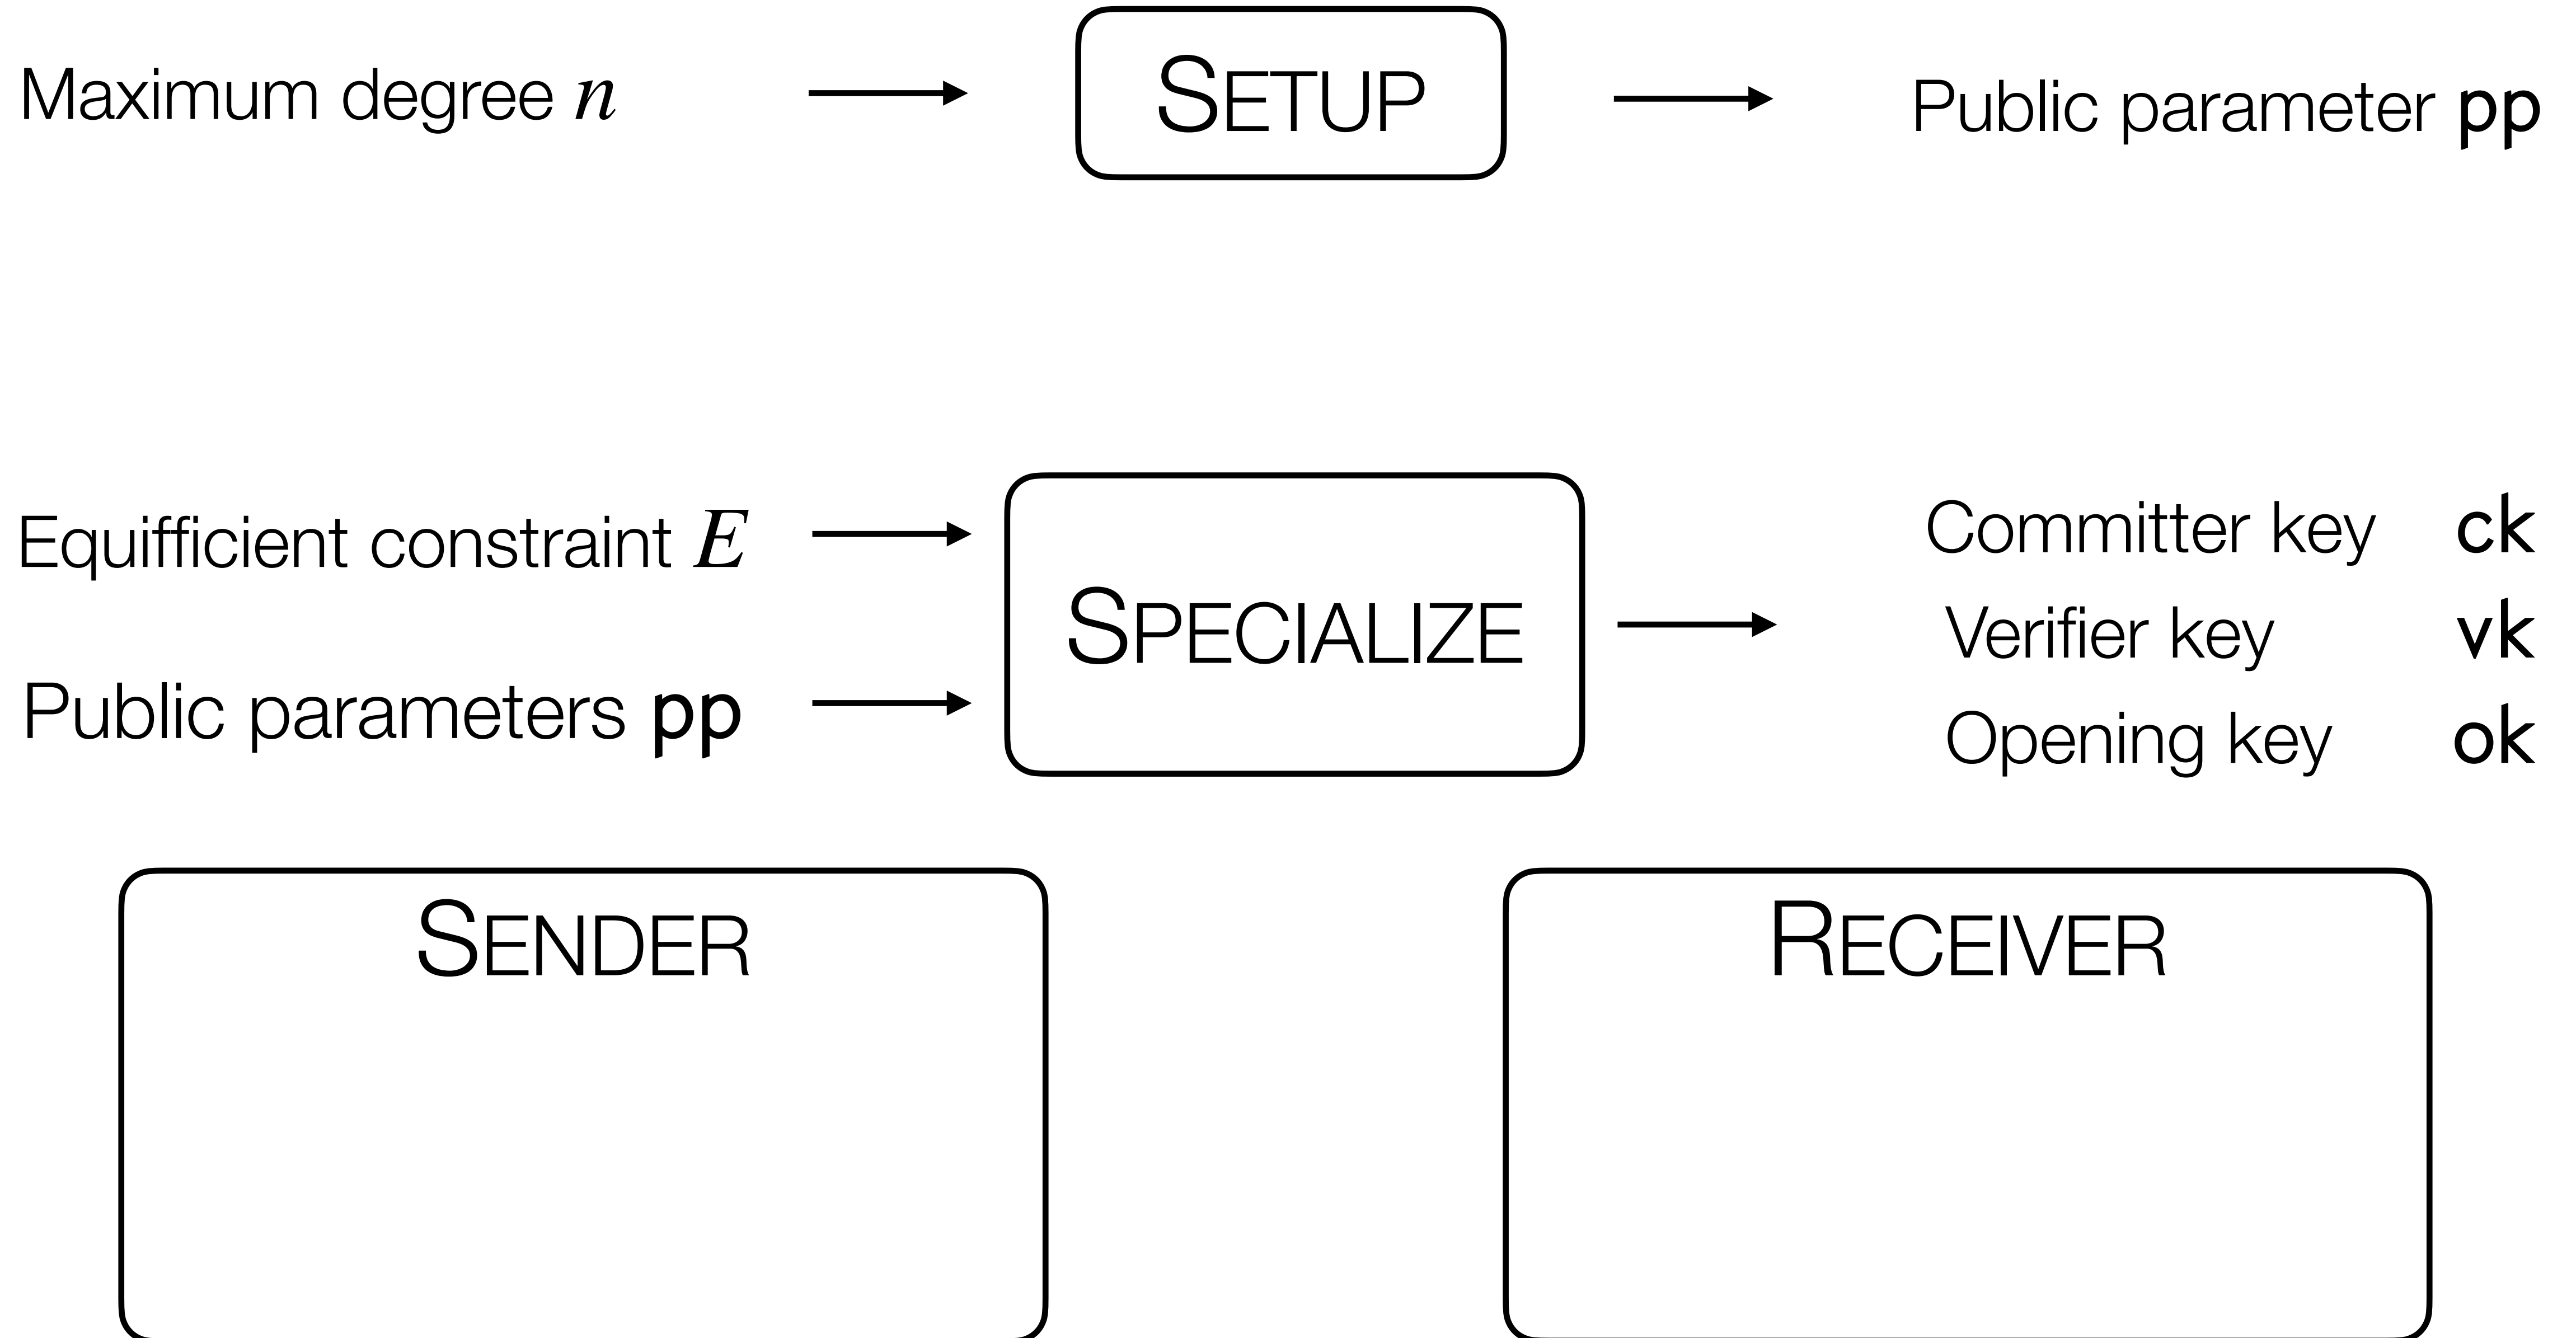 Maximum degree n
SETUP
Public parameter pp
Equifficient constraint E
Public parameters pp
SPECIALIZE
Committer key ck
Verifier key vk
Opening key ok
SENDER
RECEIVER